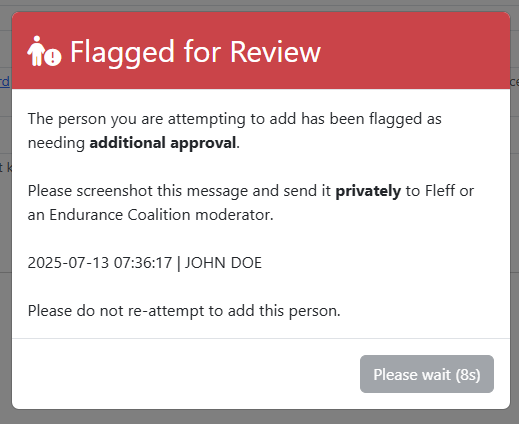 Flagged for Review
rd
ce
The person you are attempting to add has been flagged as
needing additional approval.
t k
Please screenshot this message and send it privately to Fleff or
an Endurance Coalition moderator.
2025-07-13 07:36:17 | JOHN DOE
Please do not re-attempt to add this person.
Please wait (8s)